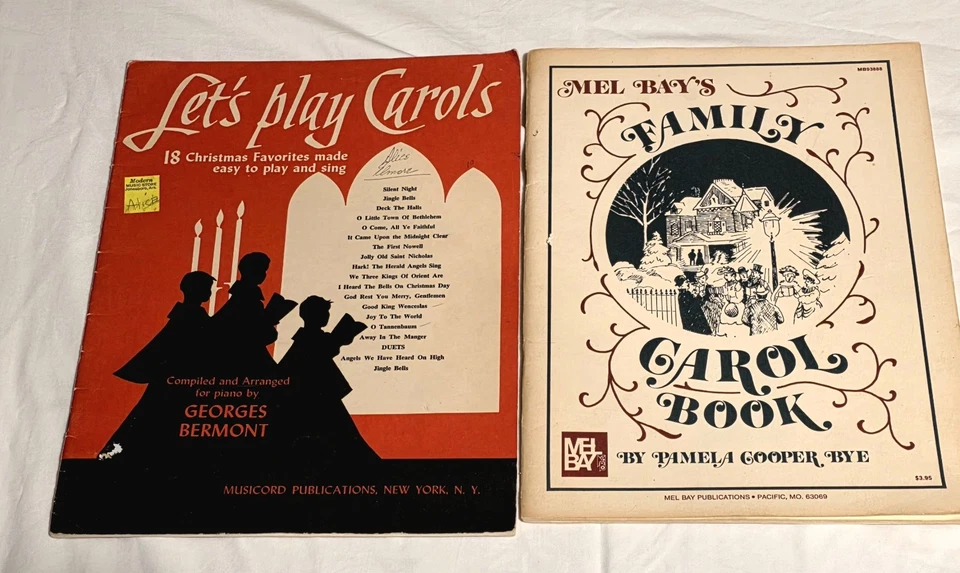 Let's play Carols
18 Christmas Favorites made
easy to play and sing
Modern
MUSIC STORE
Alice
Silent Night
Jingle Bells
Deck The Halls
O Little Town Of Bethlehem
O Come, All Ye Faithful
It Came Upon the Midnight Clear
The First Nowell
Jolly Old Saint Nicholas
Hark! The Herald Angels Sing
We Three Kings Of Orient Are
I Heard The Bells On Christmas Day
God Rest You Merry, Gentlemen
Good King Wenceslas
Joy To The World
O Tannenbaum
Away In The Manger
DUETS
Angels We Have Heard On High
Jingle Bells
Compiled and Arranged
for piano by
GEORGES
BERMONT
MUSICORD PUBLICATIONS, NEW YORK, N. Y.
MEL BAY'S
FAMILY
CAROL
BOOK
MEL
BAY
BY PAMELA COOPER BYE
$3.95
MEL BAY PUBLICATIONS • PACIFIC, MO. 63069